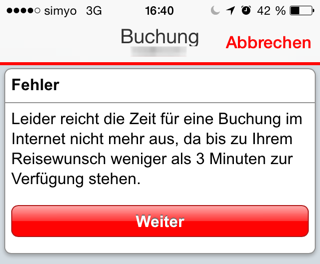 simyo 3G 16:40 42 %
Buchung
Abbrechen
Fehler
Leider reicht die Zeit für eine Buchung im
Internet nicht mehr aus, da bis zu Ihrem
Reisewunsch weniger als 3 Minuten zur
Verfügung stehen.
Weiter